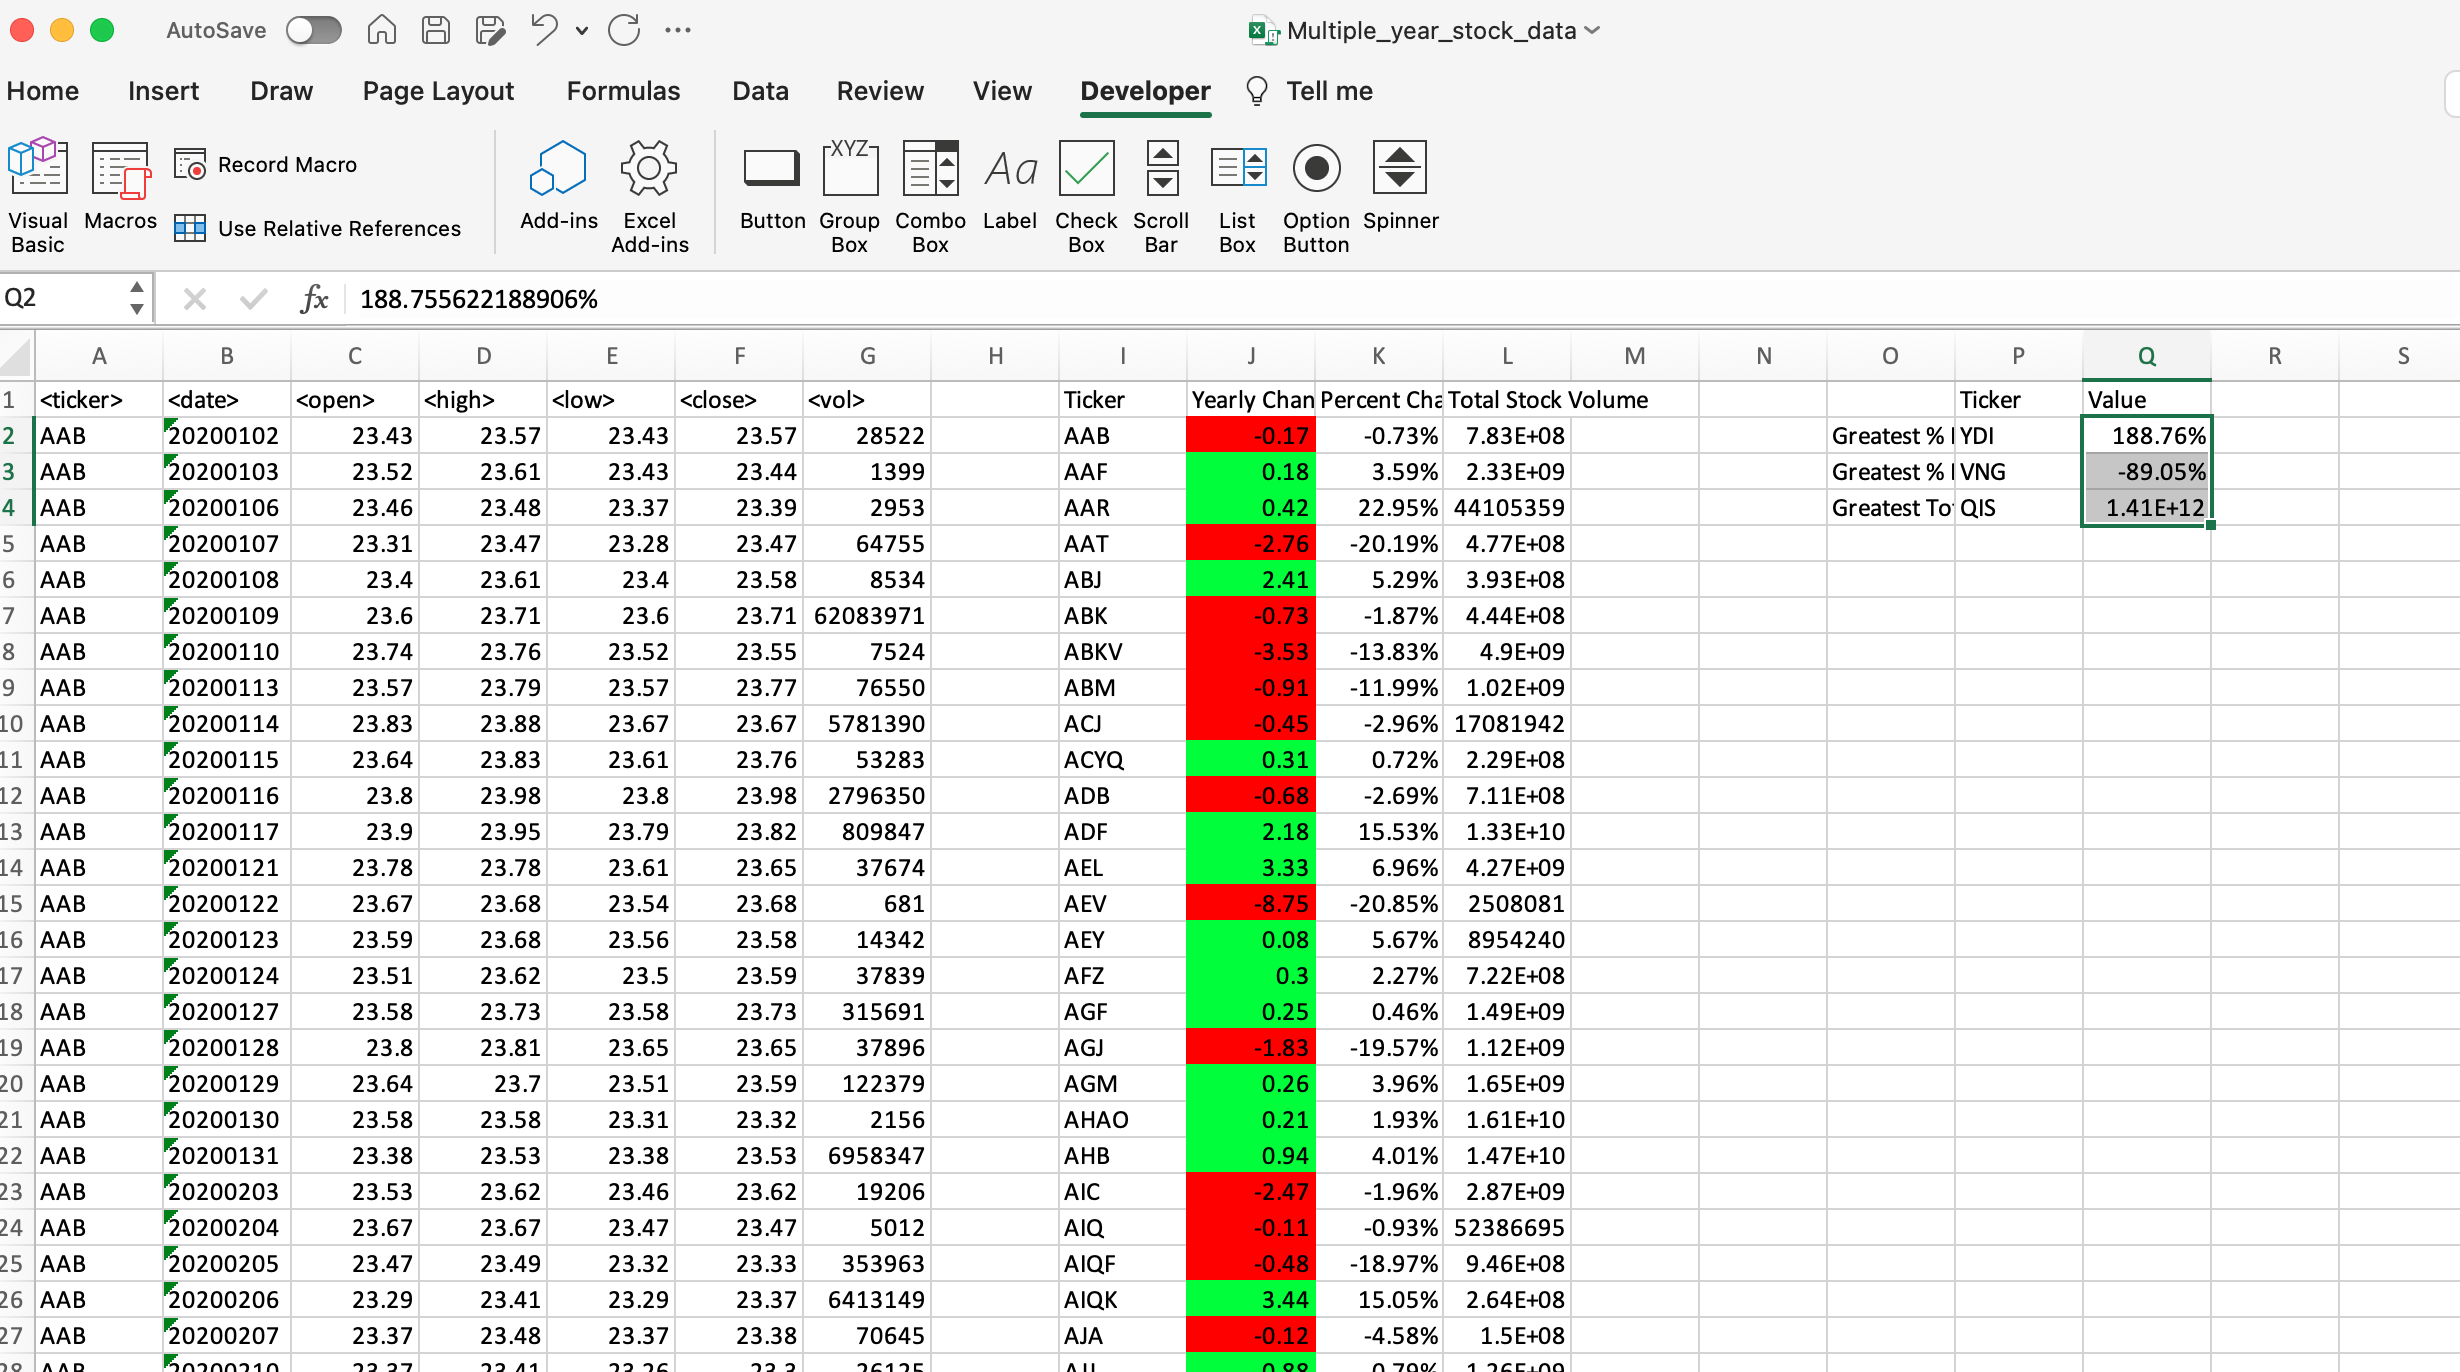 AutoSave Multiple_year_stock_data
Home Insert Draw Page Layout Formulas Data Review View Developer Tell me
Visual Basic Macros Record Macro Use Relative References Add-ins Excel Add-ins Button XYZ Group Box Combo Box Aa Label Check Box Scroll Bar List Box Option Button Spinner
Q2 fx 188.755622188906%
A B C D E F G H I J K L M N O P Q R S
1 <ticker> <date> <open> <high> <low> <close> <vol> Ticker Yearly Chan Percent Cha Total Stock Volume Ticker Value
2 AAB 20200102 23.43 23.57 23.43 23.57 28522 AAB -0.17 -0.73% 7.83E+08 Greatest % YDI 188.76%
3 AAB 20200103 23.52 23.61 23.43 23.44 1399 AAF 0.18 3.59% 2.33E+09 Greatest % VNG -89.05%
4 AAB 20200106 23.46 23.48 23.37 23.39 2953 AAR 0.42 22.95% 44105359 Greatest To QIS 1.41E+12
5 AAB 20200107 23.31 23.47 23.28 23.47 64755 AAT -2.76 -20.19% 4.77E+08
6 AAB 20200108 23.4 23.61 23.4 23.58 8534 ABJ 2.41 5.29% 3.93E+08
7 AAB 20200109 23.6 23.71 23.6 23.71 62083971 ABK -0.73 -1.87% 4.44E+08
8 AAB 20200110 23.74 23.76 23.52 23.55 7524 ABKV -3.53 -13.83% 4.9E+09
9 AAB 20200113 23.57 23.79 23.57 23.77 76550 ABM -0.91 -11.99% 1.02E+09
10 AAB 20200114 23.83 23.88 23.67 23.67 5781390 ACJ -0.45 -2.96% 17081942
11 AAB 20200115 23.64 23.83 23.61 23.76 53283 ACYQ 0.31 0.72% 2.29E+08
12 AAB 20200116 23.8 23.98 23.8 23.98 2796350 ADB -0.68 -2.69% 7.11E+08
13 AAB 20200117 23.9 23.95 23.79 23.82 809847 ADF 2.18 15.53% 1.33E+10
14 AAB 20200121 23.78 23.78 23.61 23.65 37674 AEL 3.33 6.96% 4.27E+09
15 AAB 20200122 23.67 23.68 23.54 23.68 681 AEV -8.75 -20.85% 2508081
16 AAB 20200123 23.59 23.68 23.56 23.58 14342 AEY 0.08 5.67% 8954240
17 AAB 20200124 23.51 23.62 23.5 23.59 37839 AFZ 0.3 2.27% 7.22E+08
18 AAB 20200127 23.58 23.73 23.58 23.73 315691 AGF 0.25 0.46% 1.49E+09
19 AAB 20200128 23.8 23.81 23.65 23.65 37896 AGJ -1.83 -19.57% 1.12E+09
20 AAB 20200129 23.64 23.7 23.51 23.59 122379 AGM 0.26 3.96% 1.65E+09
21 AAB 20200130 23.58 23.58 23.31 23.32 2156 AHAO 0.21 1.93% 1.61E+10
22 AAB 20200131 23.38 23.53 23.38 23.53 6958347 AHB 0.94 4.01% 1.47E+10
23 AAB 20200203 23.53 23.62 23.46 23.62 19206 AIC -2.47 -1.96% 2.87E+09
24 AAB 20200204 23.67 23.67 23.47 23.47 5012 AIQ -0.11 -0.93% 52386695
25 AAB 20200205 23.47 23.49 23.32 23.33 353963 AIQF -0.48 -18.97% 9.46E+08
26 AAB 20200206 23.29 23.41 23.29 23.37 6413149 AIQK 3.44 15.05% 2.64E+08
27 AAB 20200207 23.37 23.48 23.37 23.38 70645 AJA -0.12 -4.58% 1.5E+08